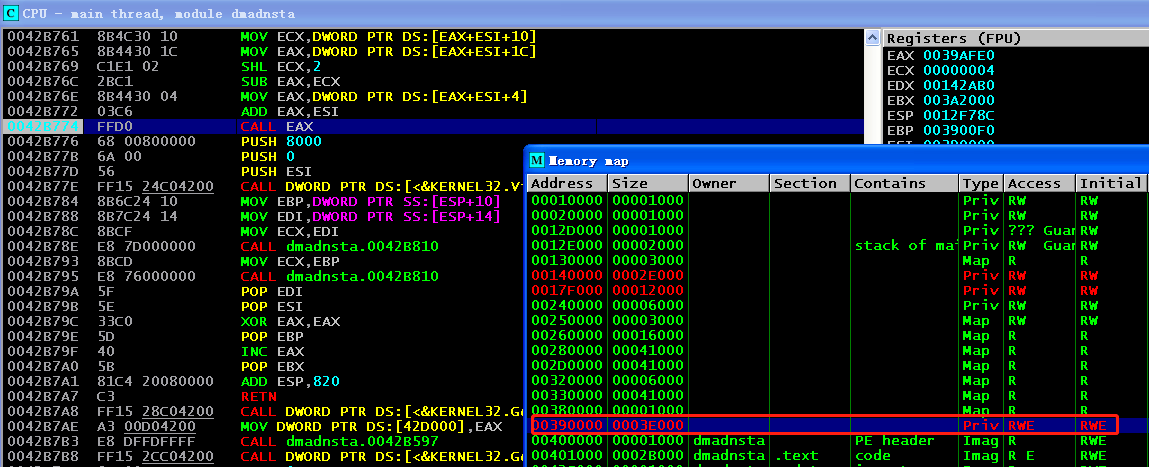 C CPU - main thread, module dmadnsta
0042B761 8B4C30 10 MOV ECX,DWORD PTR DS:[EAX+ESI+10]
0042B765 8B4430 1C MOV EAX,DWORD PTR DS:[EAX+ESI+1C]
0042B769 C1E1 02 SHL ECX,2
0042B76C 2BC1 SUB EAX,ECX
0042B76E 8B4430 04 MOV EAX,DWORD PTR DS:[EAX+ESI+4]
0042B772 03C6 ADD EAX,ESI
0042B774 FFD0 CALL EAX
0042B776 68 00800000 PUSH 8000
0042B77B 6A 00 PUSH 0
0042B77D 56 PUSH ESI
0042B77E FF15 24C04200 CALL DWORD PTR DS:[<&KERNEL32.V
0042B784 8B6C24 10 MOV EBP,DWORD PTR SS:[ESP+10]
0042B788 8B7C24 14 MOV EDI,DWORD PTR SS:[ESP+14]
0042B78C 8BCF MOV ECX,EDI
0042B78E E8 7D000000 CALL dmadnsta.0042B810
0042B793 8BCD MOV ECX,EBP
0042B795 E8 76000000 CALL dmadnsta.0042B810
0042B79A 5F POP EDI
0042B79B 5E POP ESI
0042B79C 33C0 XOR EAX,EAX
0042B79E 5D POP EBP
0042B79F 40 INC EAX
0042B7A0 5B POP EBX
0042B7A1 81C4 20080000 ADD ESP,820
0042B7A7 C3 RETN
0042B7A8 FF15 28C04200 CALL DWORD PTR DS:[<&KERNEL32.Ge
0042B7AE A3 00D04200 MOV DWORD PTR DS:[42D000],EAX
0042B7B3 E8 DFFDFFFF CALL dmadnsta.0042B597
0042B7B8 FF15 2CC04200 CALL DWORD PTR DS:[<&KERNEL32.Ge
Registers (FPU)
EAX 0039AFE0
ECX 00000004
EDX 00142AB0
EBX 003A2000
ESP 0012F78C
EBP 003900F0
M Memory map
Address Size Owner Section Contains Type Access Initial
00010000 00001000 Priv RW RW
00020000 00001000 Priv RW RW
0012D000 00001000 Priv ??? Guar RW
0012E000 00002000 stack of mai Priv RW Guar RW
00130000 00003000 Map R R
00140000 0002E000 Priv RW RW
0017F000 00012000 Priv RW RW
00240000 00006000 Priv RW RW
00250000 00003000 Map RW RW
00260000 00016000 Map R R
00280000 00041000 Map R R
002D0000 00041000 Map R R
00320000 00006000 Map R R
00330000 00041000 Map R R
00380000 00001000 Map R R
00390000 0003E000 Priv RWE RWE
00400000 00001000 dmadnsta PE header Imag R RWE
00401000 0002B000 dmadnsta .text code Imag R E RWE